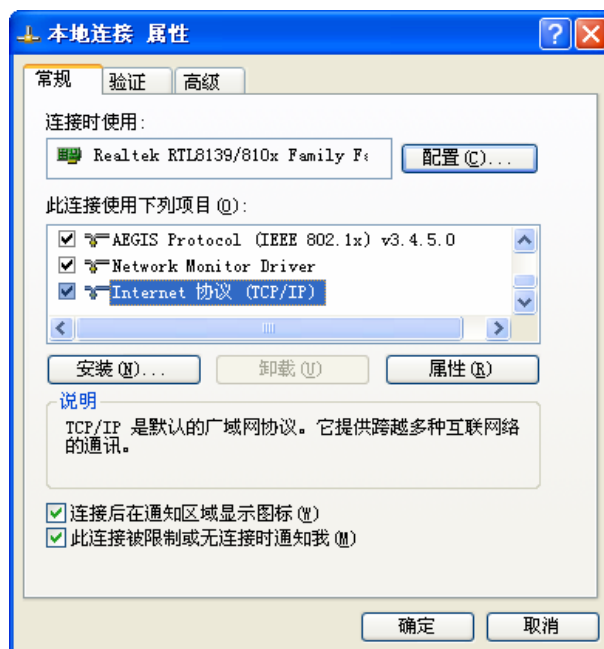 本地连接 属性
常规 验证 高级
连接时使用:
Realtek RTL8139/810x Family Fa
配置(C)...
此连接使用下列项目(O):
AEGIS Protocol (IEEE 802.1x) v3.4.5.0
Network Monitor Driver
Internet 协议 (TCP/IP)
安装(N)... 卸载(U) 属性(R)
说明
TCP/IP 是默认的广域网协议。它提供跨越多种互联网络
的通讯。
连接后在通知区域显示图标(W)
此连接被限制或无连接时通知我(M)
确定 取消